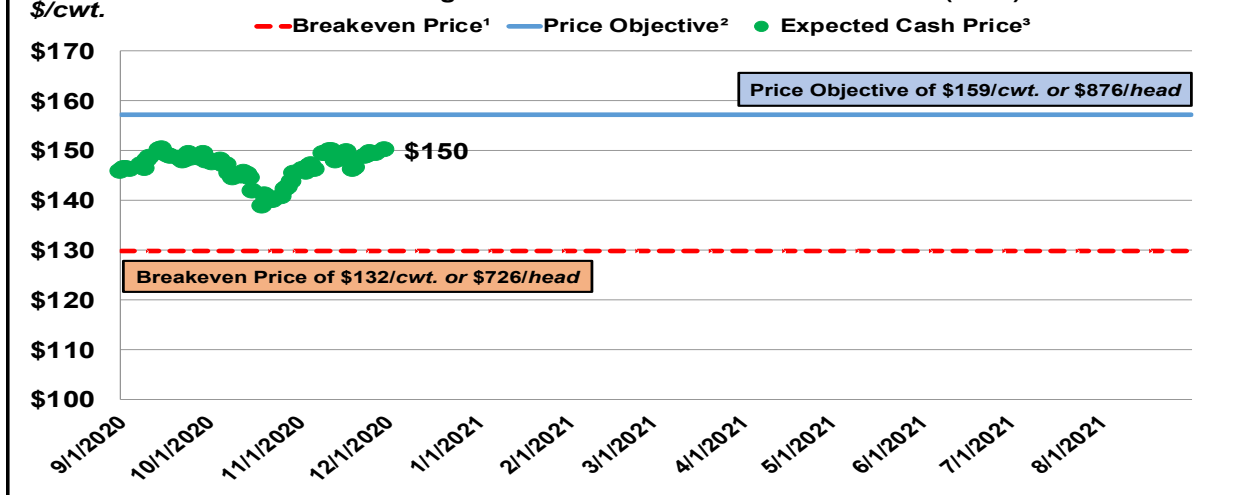 $/cwt.
Breakeven Price¹ Price Objective² Expected Cash Price³
$170
Price Objective of $159/cwt. or $876/head
$160
$150
$150
$140
$130
Breakeven Price of $132/cwt. or $726/head
$120
$110
$100
9/1/2020 10/1/2020 11/1/2020 12/1/2020 1/1/2021 2/1/2021 3/1/2021 4/1/2021 5/1/2021 6/1/2021 7/1/2021 8/1/2021